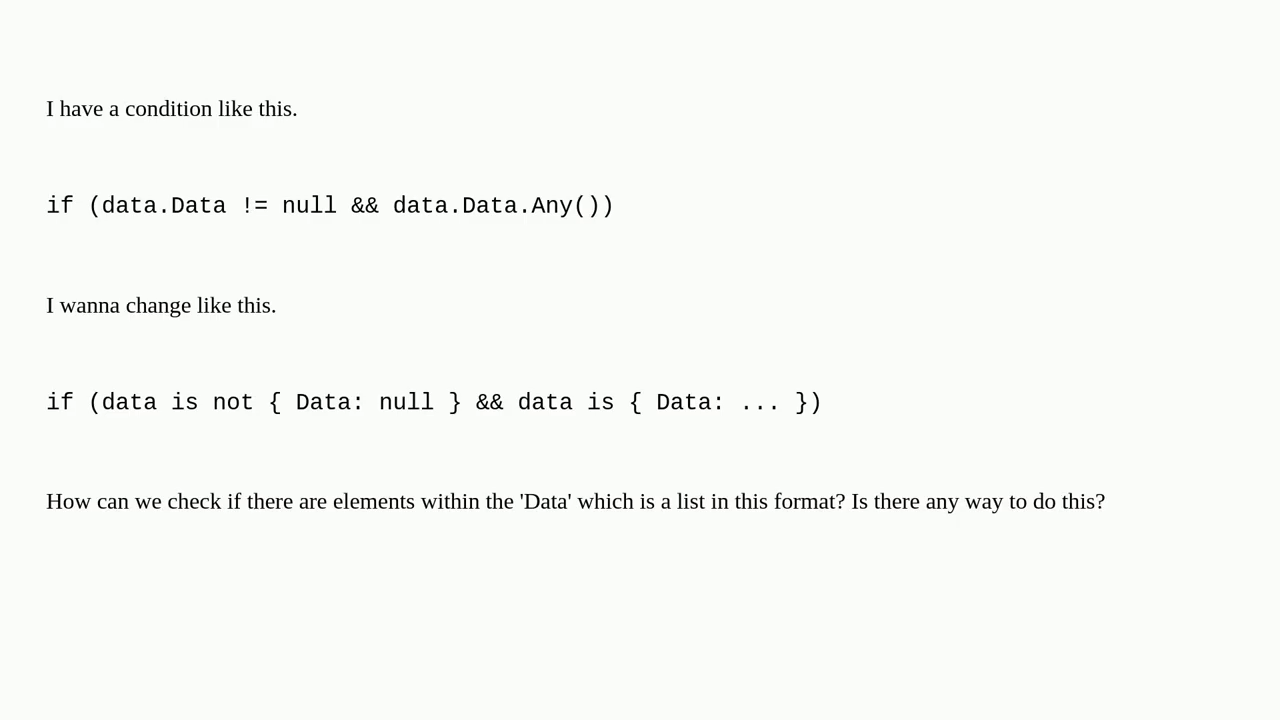 I have a condition like this.
if (data.Data != null && data.Data.Any())
I wanna change like this.
if (data is not { Data: null } && data is { Data: ... })
How can we check if there are elements within the 'Data' which is a list in this format? Is there any way to do this?